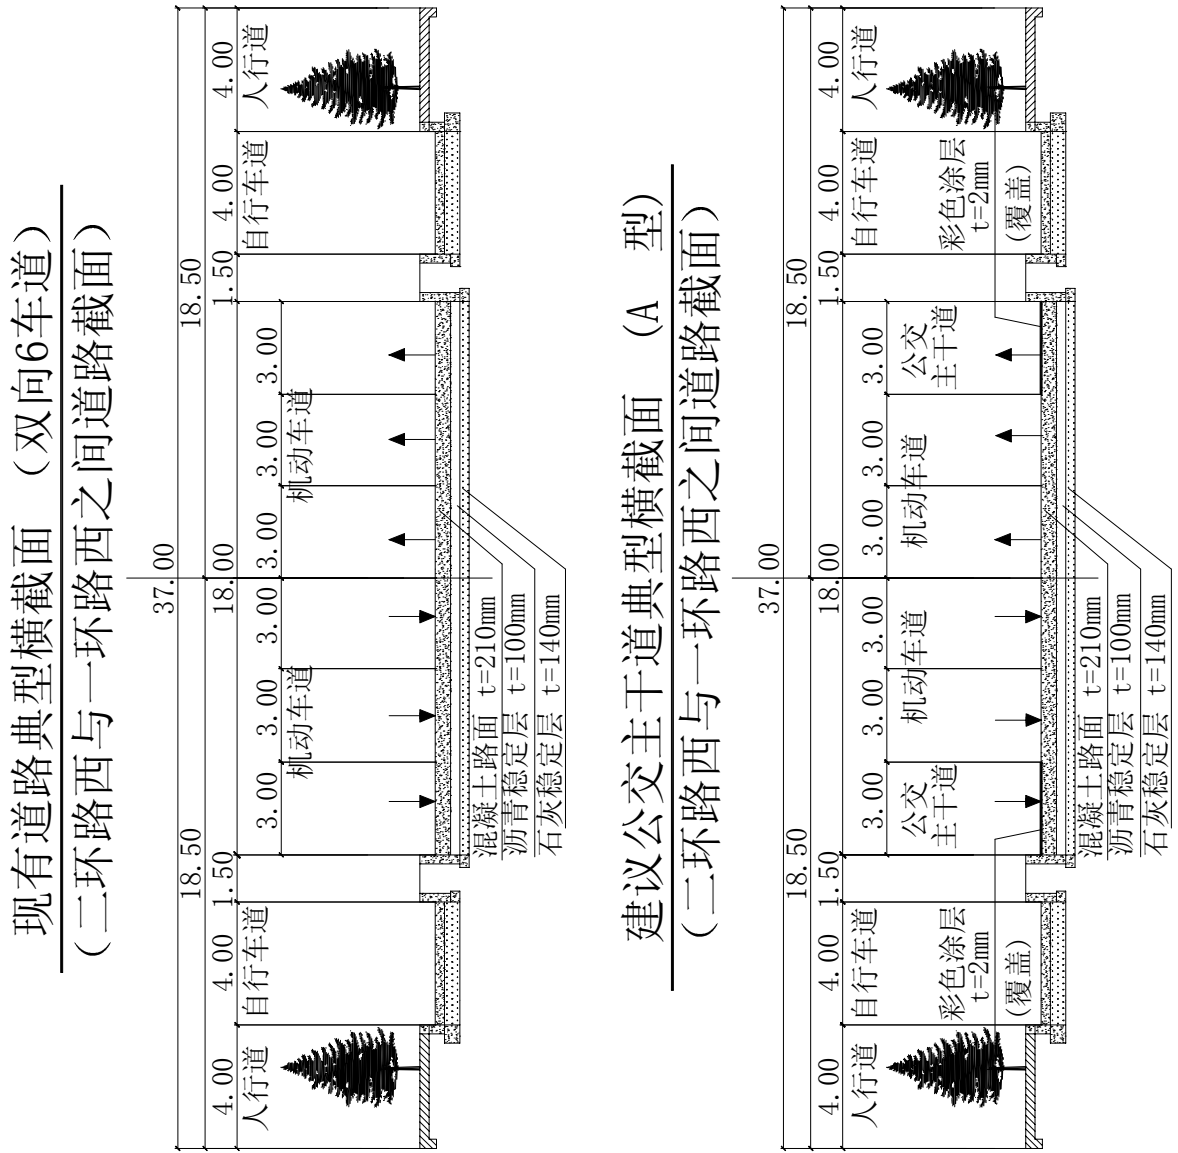 现有道路典型横截面 (双向6车道)
(二环路西与一环路西之间道路截面)
37.00
18.50 18.50
4.00 4.00 1.50 18.00 1.50 4.00 4.00
人行道 自行车道 3.00 3.00 3.00 3.00 3.00 3.00 自行车道 人行道
机动车道 机动车道
混凝土路面 t=210mm
沥青稳定层 t=100mm
石灰稳定层 t=140mm
建议公交主干道典型横截面 (A 型)
(二环路西与一环路西之间道路截面)
37.00
18.50 18.50
4.00 4.00 1.50 18.00 1.50 4.00 4.00
人行道 自行车道 3.00 3.00 3.00 3.00 3.00 3.00 自行车道 人行道
公交 机动车道 机动车道 公交
主干道 主干道
彩色涂层 彩色涂层
t=2mm t=2mm
(覆盖) (覆盖)
混凝土路面 t=210mm
沥青稳定层 t=100mm
石灰稳定层 t=140mm